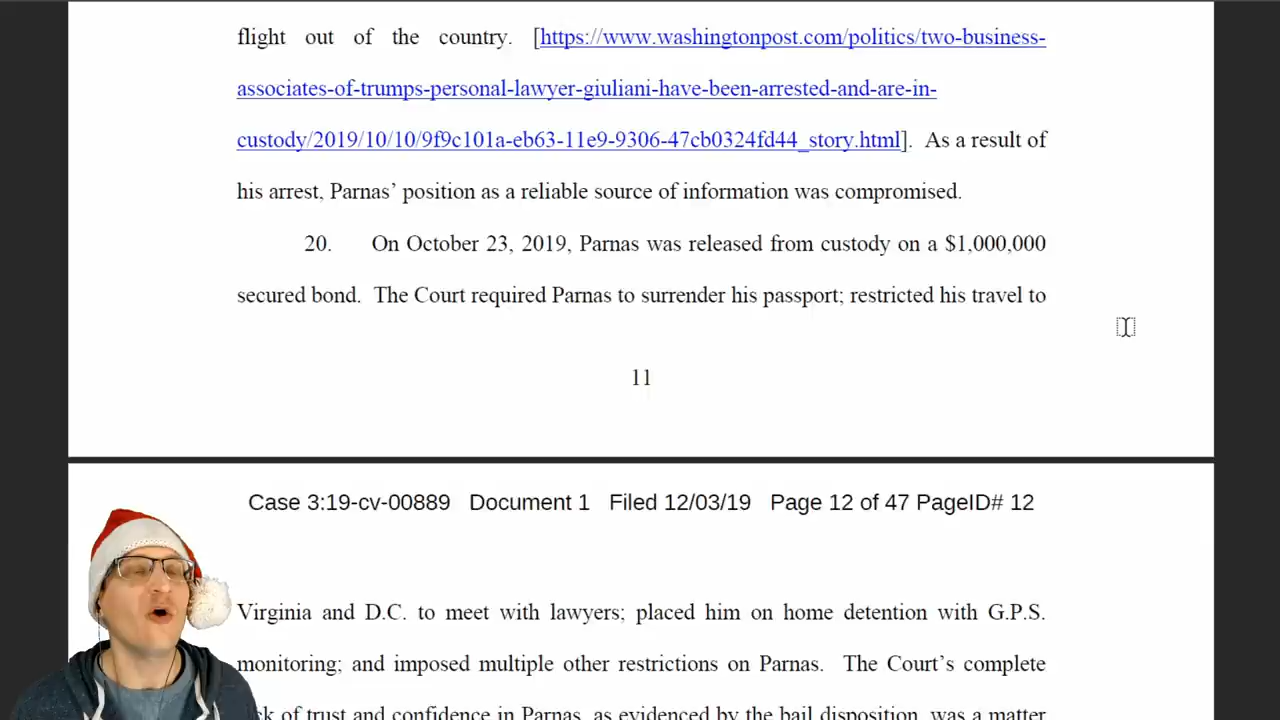 flight out of the country. [https://www.washingtonpost.com/politics/two-business-
associates-of-trumps-personal-lawyer-giuliani-have-been-arrested-and-are-in-
custody/2019/10/10/9f9c101a-eb63-11e9-9306-47cb0324fd44_story.html]. As a result of
his arrest, Parnas’ position as a reliable source of information was compromised.
20. On October 23, 2019, Parnas was released from custody on a $1,000,000
secured bond. The Court required Parnas to surrender his passport; restricted his travel to
11
Case 3:19-cv-00889 Document 1 Filed 12/03/19 Page 12 of 47 PageID# 12
Virginia and D.C. to meet with lawyers; placed him on home detention with G.P.S.
monitoring; and imposed multiple other restrictions on Parnas. The Court’s complete
of trust and confidence in Parnas, as evidenced by the bail disposition, was a matter